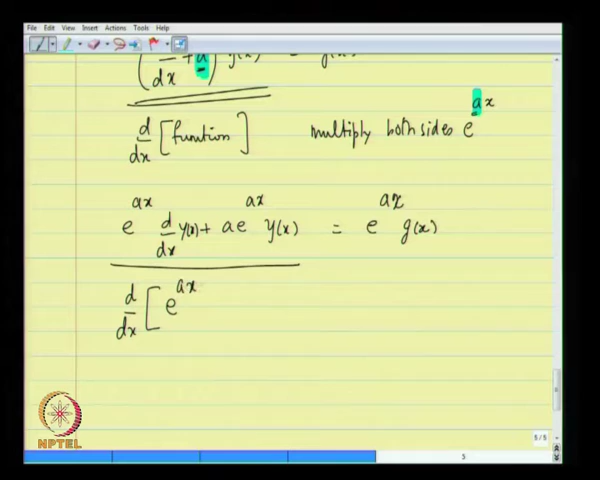 File Edit View Insert Actions Tools Help
(d/dx + a) y(x) = g(x)
d/dx [function] multiply both sides e^{ax}
e^{ax} d/dx y(x) + a e^{ax} y(x) = e^{ax} g(x)
d/dx [e^{ax}
NPTEL
5/5
5